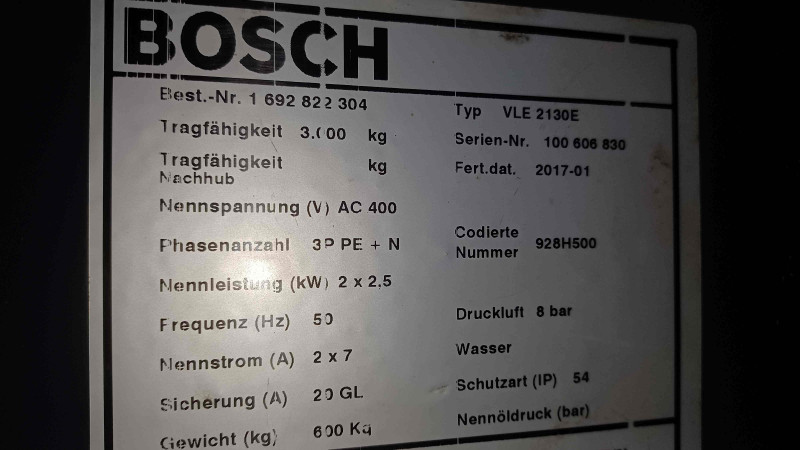 BOSCH
Best.-Nr. 1 692 822 304
Tragfähigkeit 3.000 kg
Tragfähigkeit kg
Nachhub
Nennspannung (V) AC 400
Phasenanzahl 3P PE + N
Nennleistung (kW) 2 x 2,5
Frequenz (Hz) 50
Nennstrom (A) 2 x 7
Sicherung (A) 20 GL
Gewicht (kg) 600 Kg
Typ VLE 2130E
Serien-Nr. 100 606 830
Fert.dat. 2017-01
Codierte
Nummer 928H500
Druckluft 8 bar
Wasser
Schutzart (IP) 54
Nennöldruck (bar)